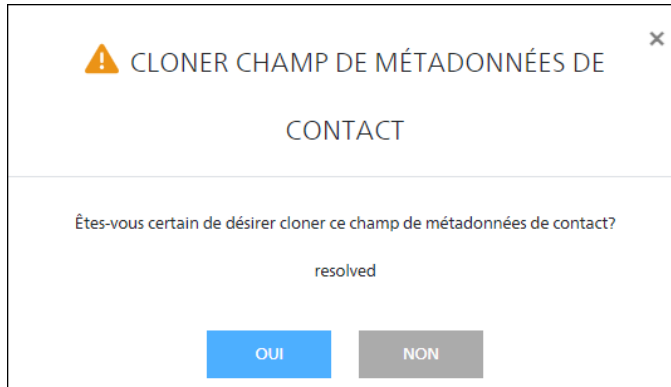 CLONER CHAMP DE MÉTADONNÉES DE
CONTACT
Êtes-vous certain de désirer cloner ce champ de métadonnées de contact?
resolved
OUI NON